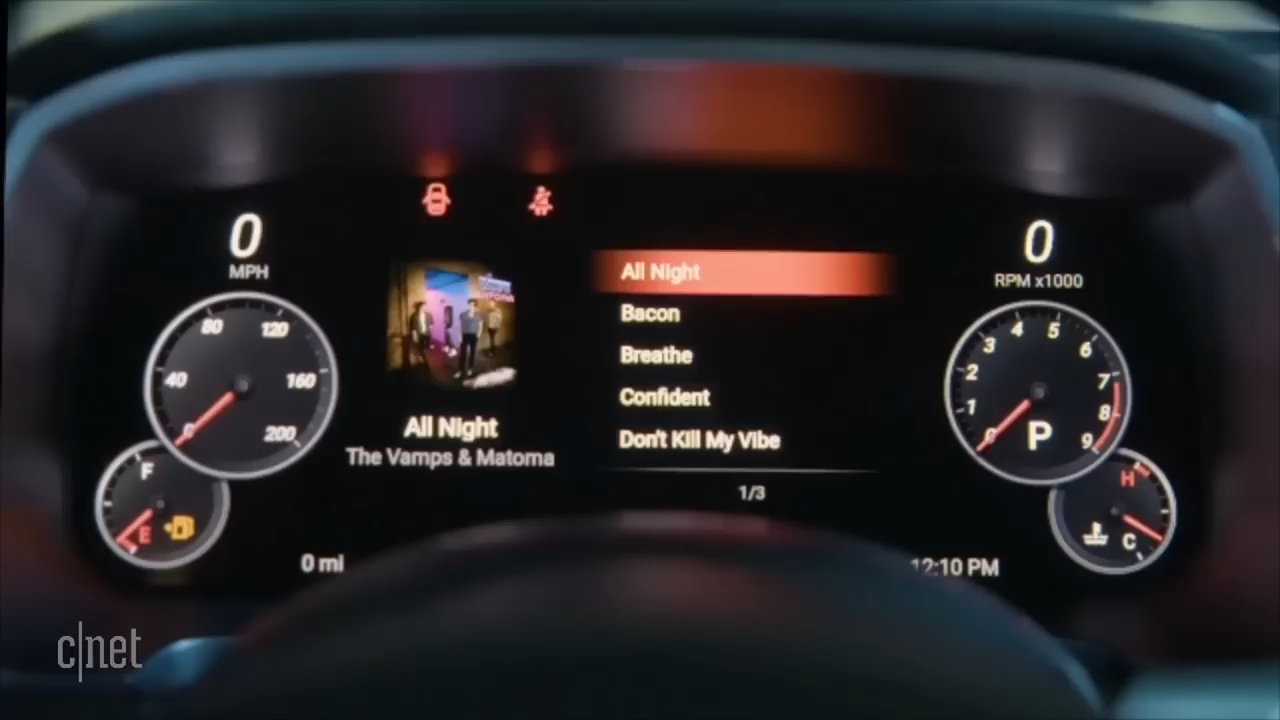 0
MPH
80
120
40
160
0
200
F
E
0 mi
All Night
The Vamps & Matoma
All Night
Bacon
Breathe
Confident
Don't Kill My Vibe
1/3
0
RPM x1000
4
5
3
6
2
7
1
8
0
P
9
H
C
12:10 PM
c|net